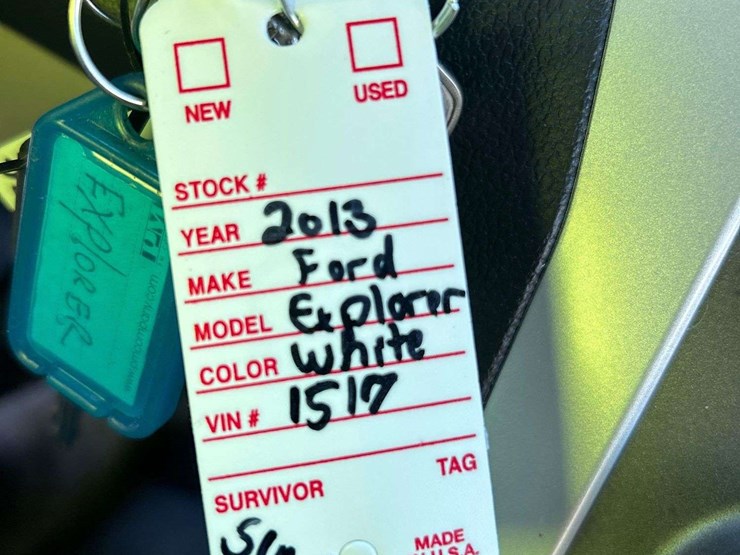 NEW
USED
STOCK #
YEAR 2013
MAKE Ford
MODEL Explorer
COLOR White
VIN # 1517
TAG
SURVIVOR
MADE
U.S.A.
EXPLORER